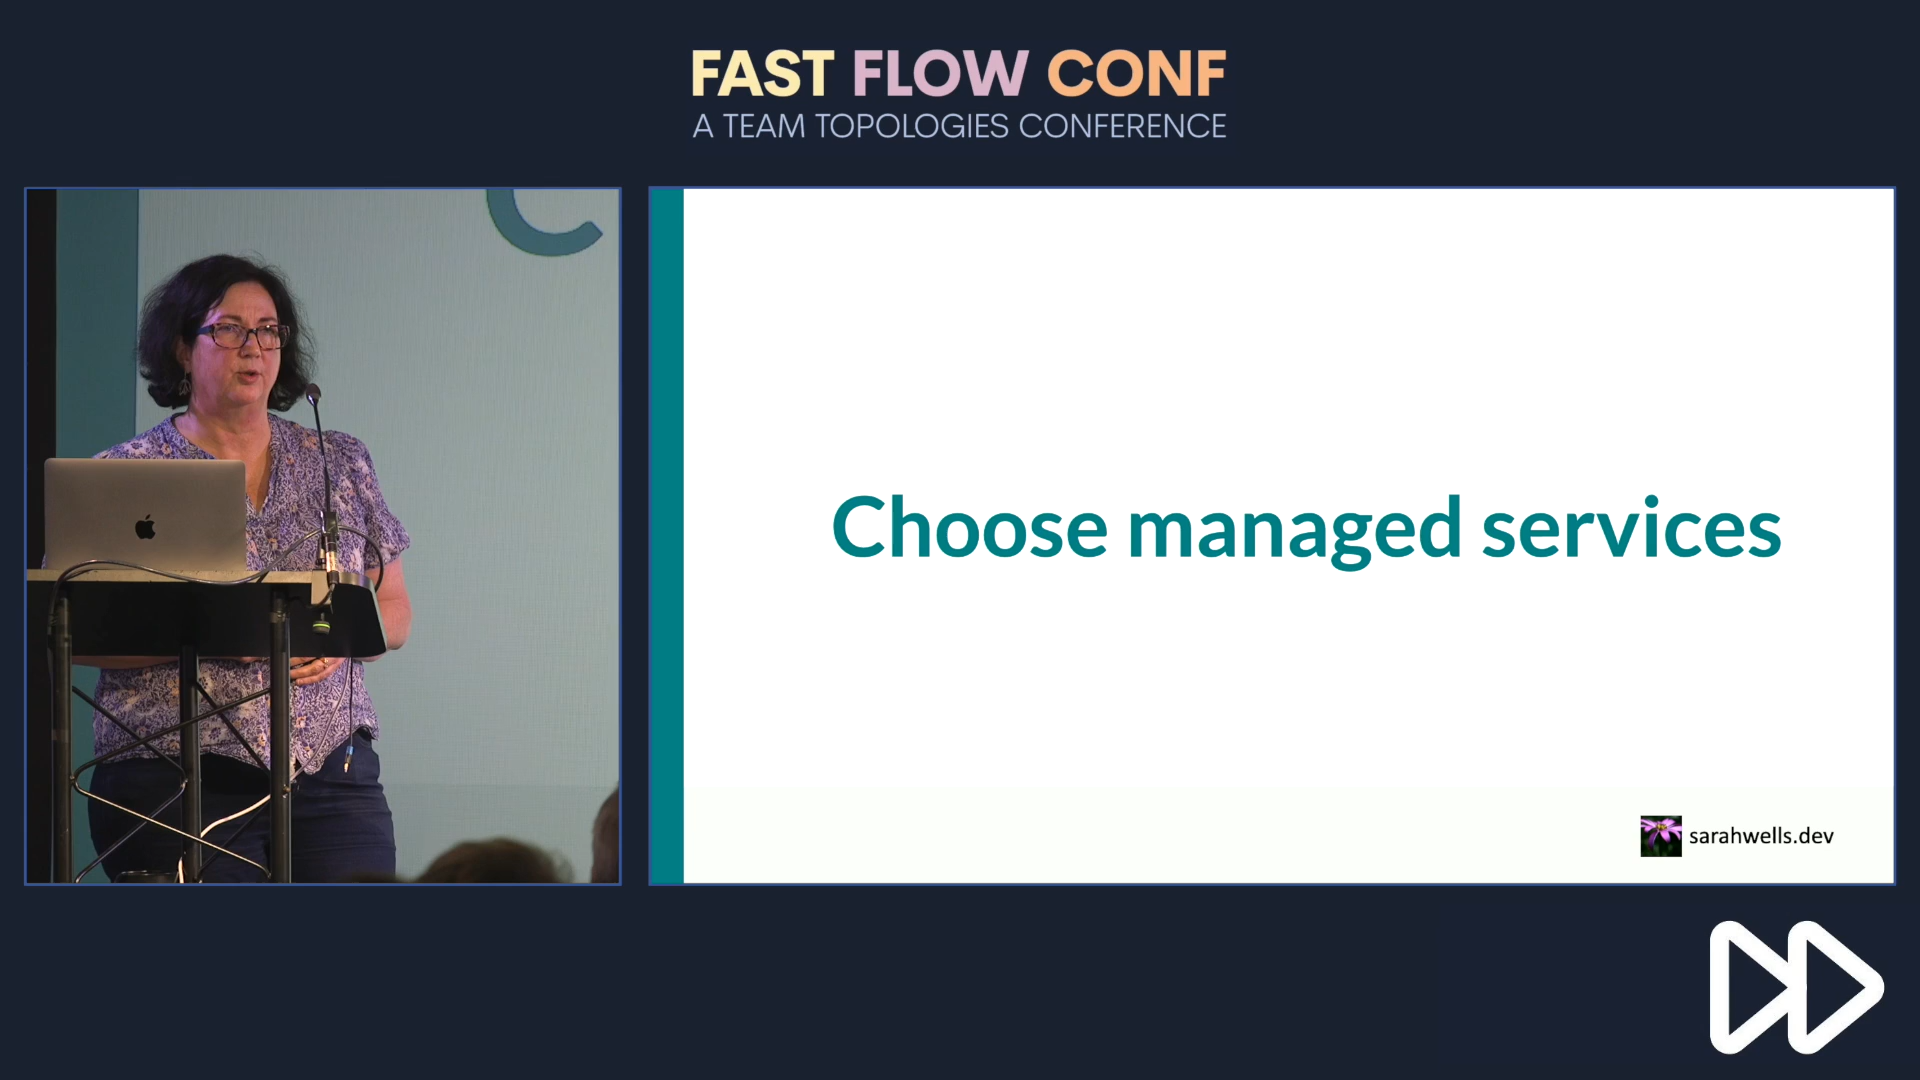 FAST FLOW CONF
A TEAM TOPOLOGIES CONFERENCE
Choose managed services
sarahwells.dev